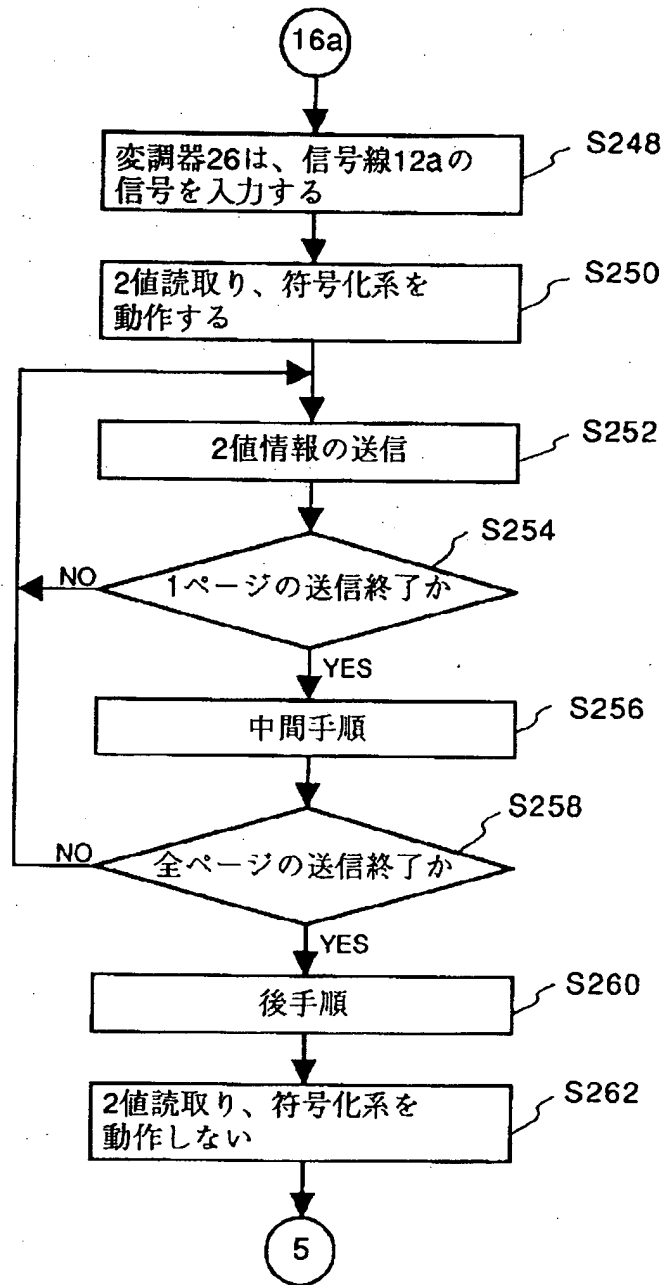 16a
変調器26は、信号線12aの
信号を入力する
S248
2値読取り、符号化系を
動作する
S250
2値情報の送信
S252
1ページの送信終了か
S254
NO
YES
中間手順
S256
全ページの送信終了か
S258
NO
YES
後手順
S260
2値読取り、符号化系を
動作しない
S262
5